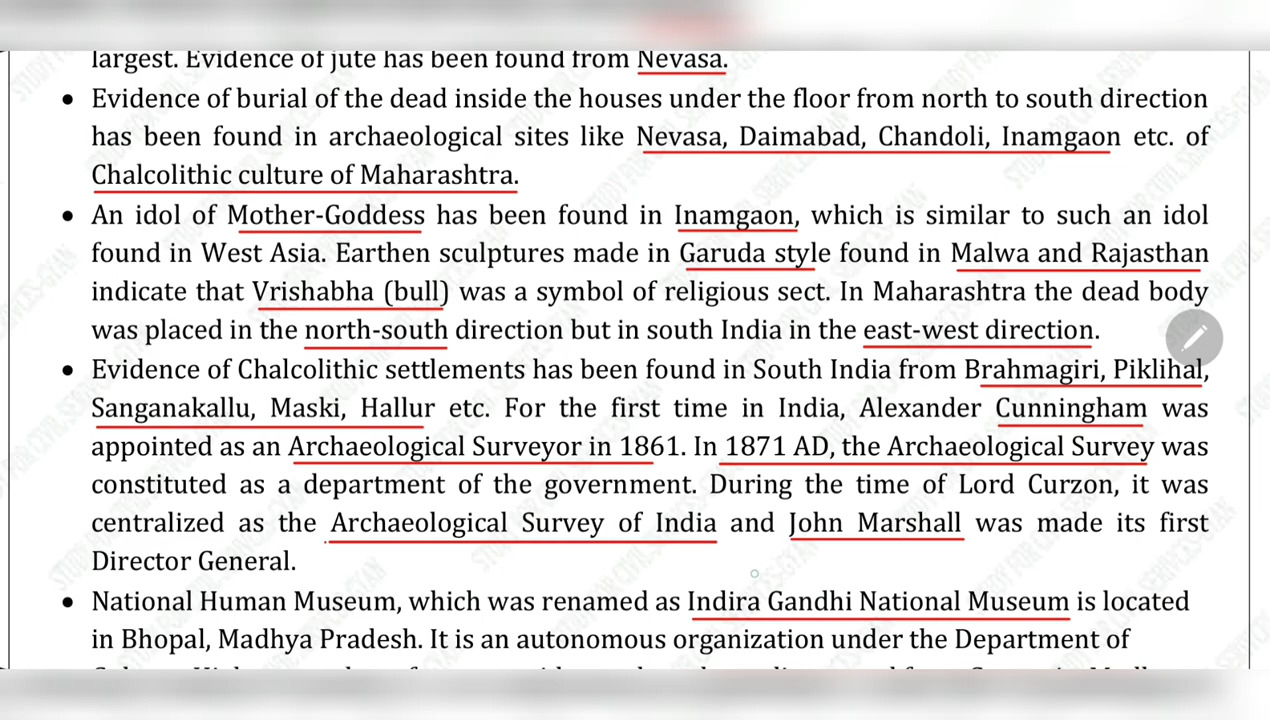 largest. Evidence of jute has been found from Nevasa.
• Evidence of burial of the dead inside the houses under the floor from north to south direction
has been found in archaeological sites like Nevasa, Daimabad, Chandoli, Inamgaon etc. of
Chalcolithic culture of Maharashtra.
• An idol of Mother-Goddess has been found in Inamgaon, which is similar to such an idol
found in West Asia. Earthen sculptures made in Garuda style found in Malwa and Rajasthan
indicate that Vrishabha (bull) was a symbol of religious sect. In Maharashtra the dead body
was placed in the north-south direction but in south India in the east-west direction.
• Evidence of Chalcolithic settlements has been found in South India from Brahmagiri, Piklihal,
Sanganakallu, Maski, Hallur etc. For the first time in India, Alexander Cunningham was
appointed as an Archaeological Surveyor in 1861. In 1871 AD, the Archaeological Survey was
constituted as a department of the government. During the time of Lord Curzon, it was
centralized as the Archaeological Survey of India and John Marshall was made its first
Director General.
• National Human Museum, which was renamed as Indira Gandhi National Museum is located
in Bhopal, Madhya Pradesh. It is an autonomous organization under the Department of